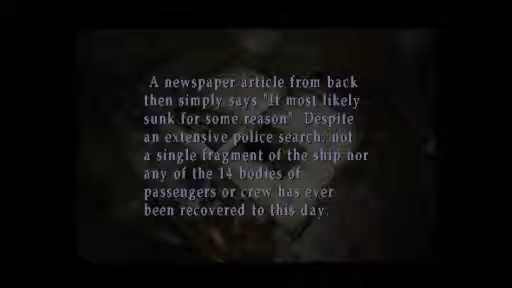 A newspaper article from back
then simply says "It most likely
sunk for some reason". Despite
an extensive police search, not
a single fragment of the ship nor
any of the 14 bodies of
passengers or crew has ever
been recovered to this day.